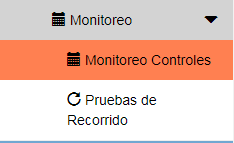 Monitoreo
Monitoreo Controles
Pruebas de
Recorrido